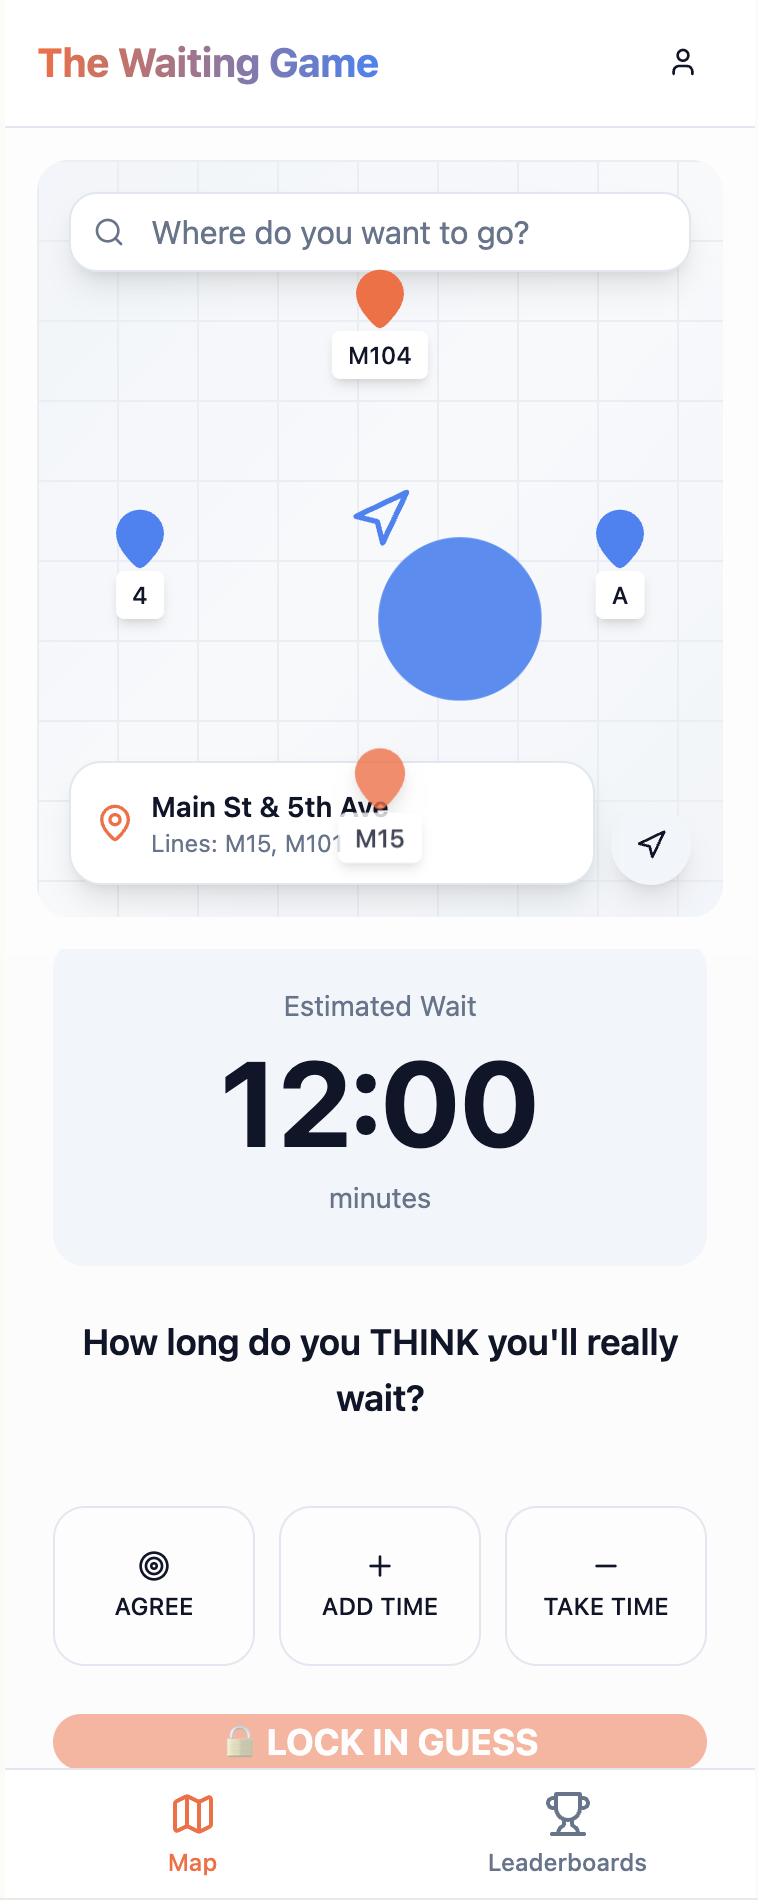 The Waiting Game
Where do you want to go?
M104
4
A
Main St & 5th Ave
Lines: M15, M101
M15
Estimated Wait
12:00
minutes
How long do you THINK you'll really
wait?
AGREE
ADD TIME
TAKE TIME
🔒 LOCK IN GUESS
Map
Leaderboards